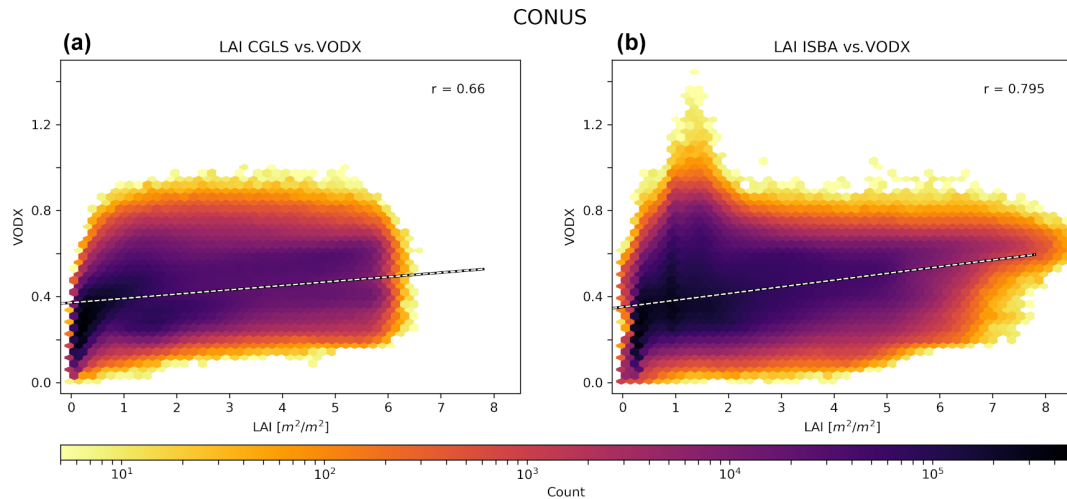 CONUS
(a)
LAI CGLS vs.VODX
r = 0.66
VODX
1.2
0.8
0.4
0.0
0 1 2 3 4 5 6 7 8
LAI [m²/m²]
(b)
LAI ISBA vs.VODX
r = 0.795
VODX
1.2
0.8
0.4
0.0
0 1 2 3 4 5 6 7 8
LAI [m²/m²]
10¹ 10² 10³ 10⁴ 10⁵
Count